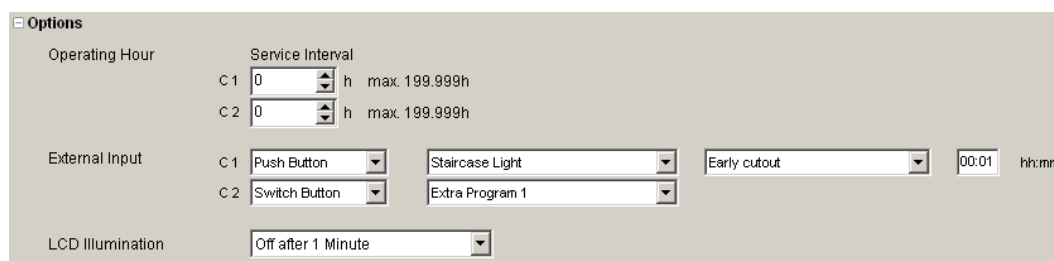 Options
Operating Hour Service Interval
C 1 0 h max. 199.999h
C 2 0 h max. 199.999h
External Input C 1 Push Button Staircase Light Early cutout 00:01 hh:mm
C 2 Switch Button Extra Program 1
LCD Illumination Off after 1 Minute